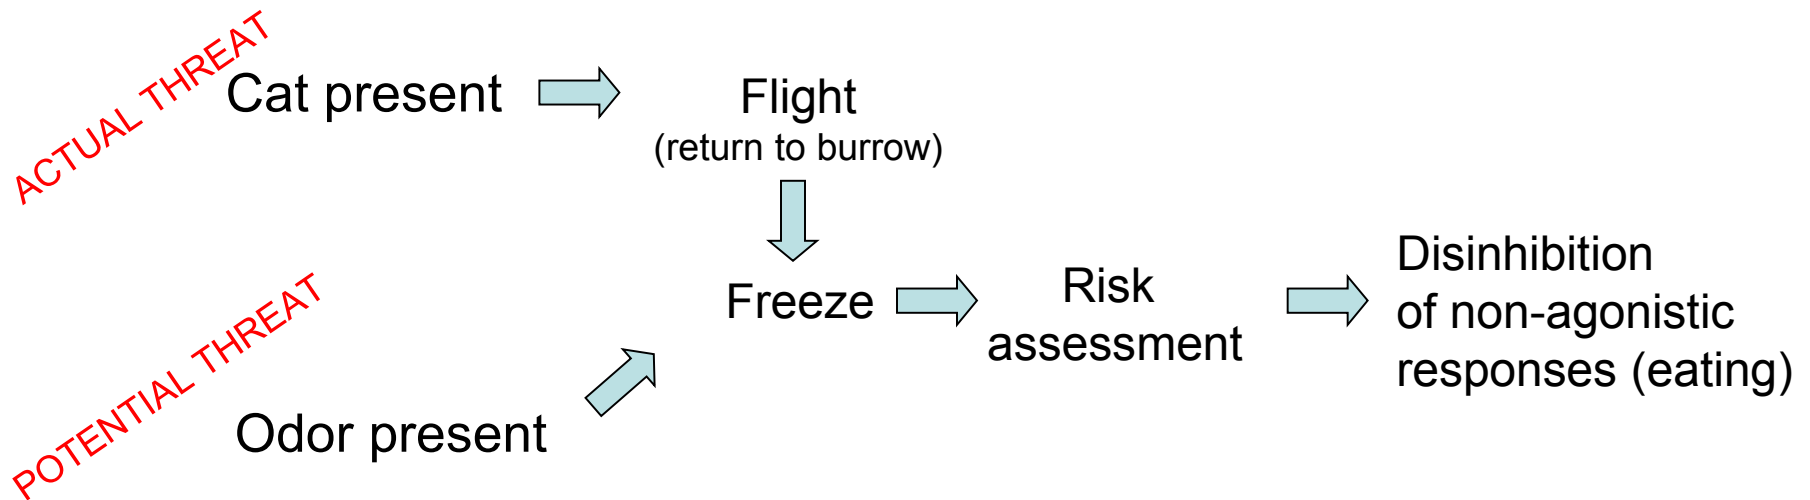 ACTUAL THREAT
Cat present
Flight
(return to burrow)
Freeze
Risk
assessment
Disinhibition
of non-agonistic
responses (eating)
POTENTIAL THREAT
Odor present